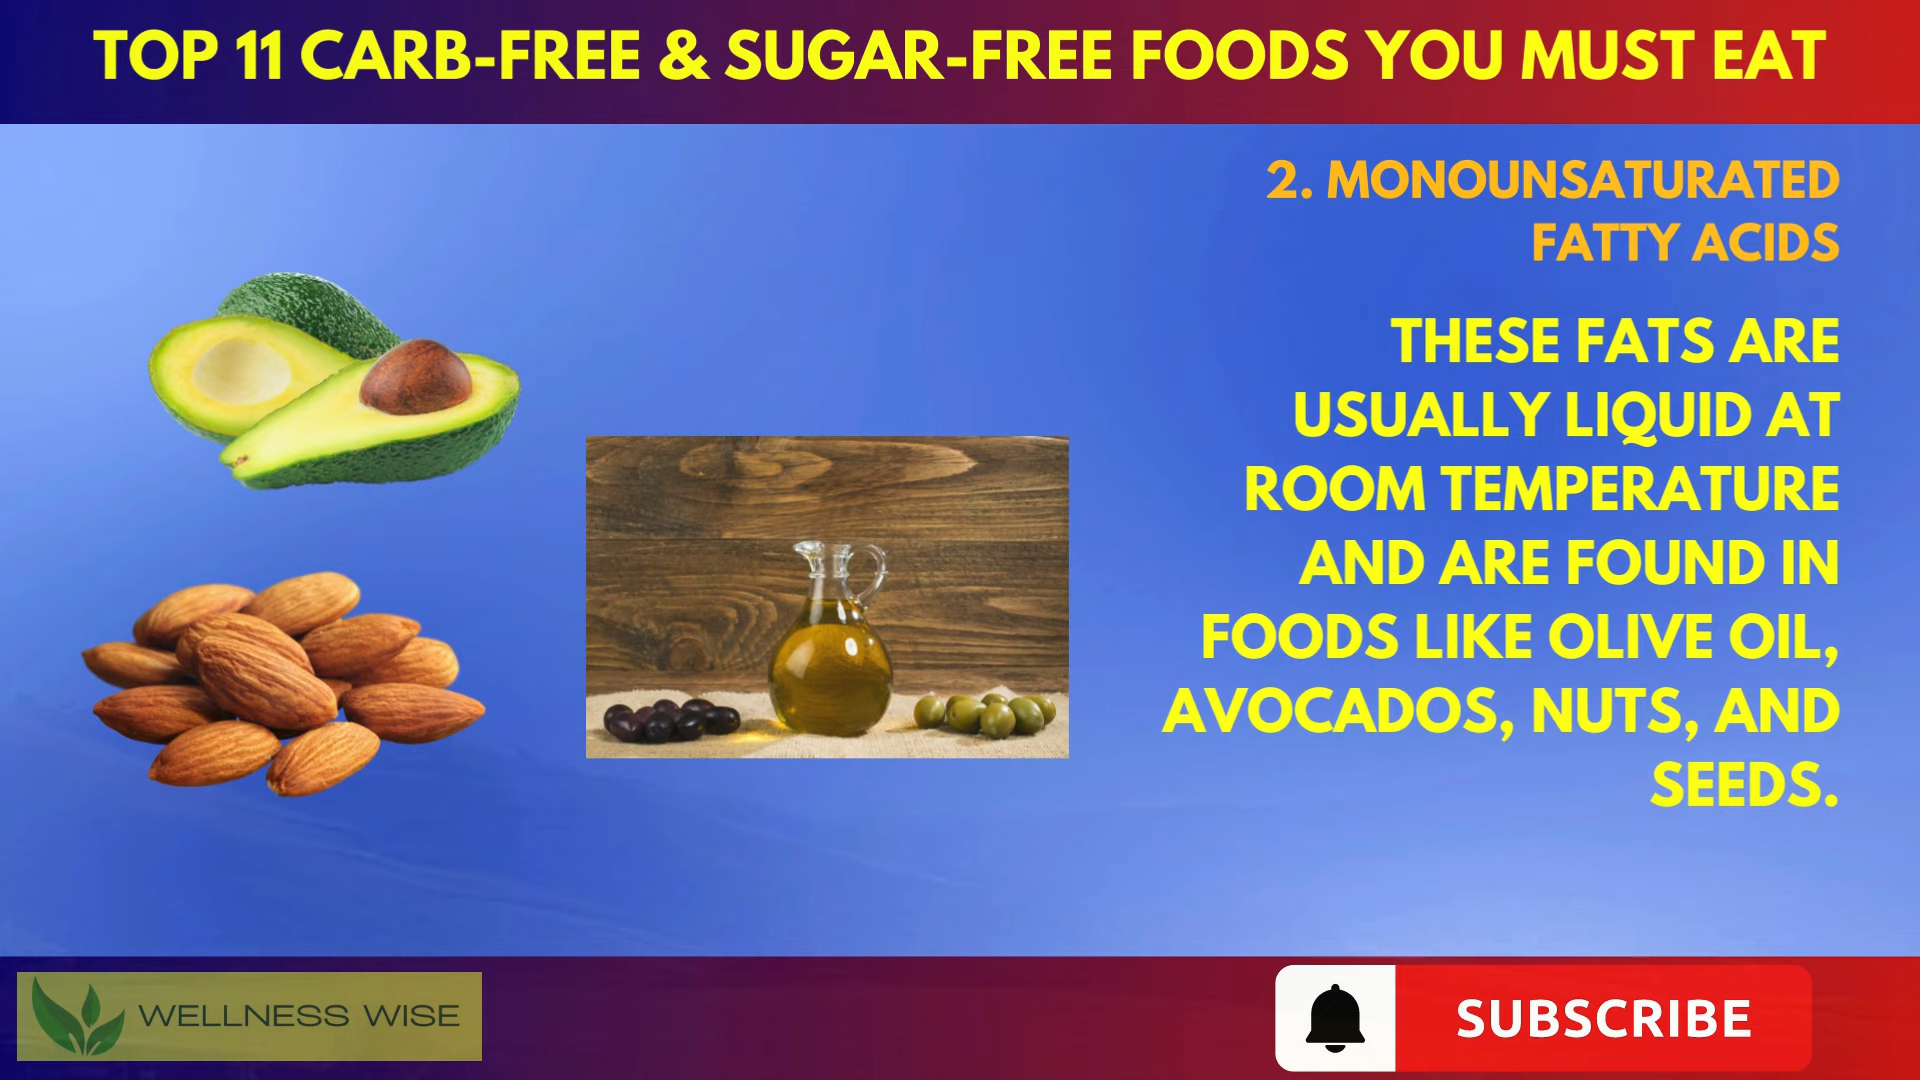 TOP 11 CARB-FREE & SUGAR-FREE FOODS YOU MUST EAT
2. MONOUNSATURATED
FATTY ACIDS
THESE FATS ARE
USUALLY LIQUID AT
ROOM TEMPERATURE
AND ARE FOUND IN
FOODS LIKE OLIVE OIL,
AVOCADOS, NUTS, AND
SEEDS.
WELLNESS WISE
SUBSCRIBE